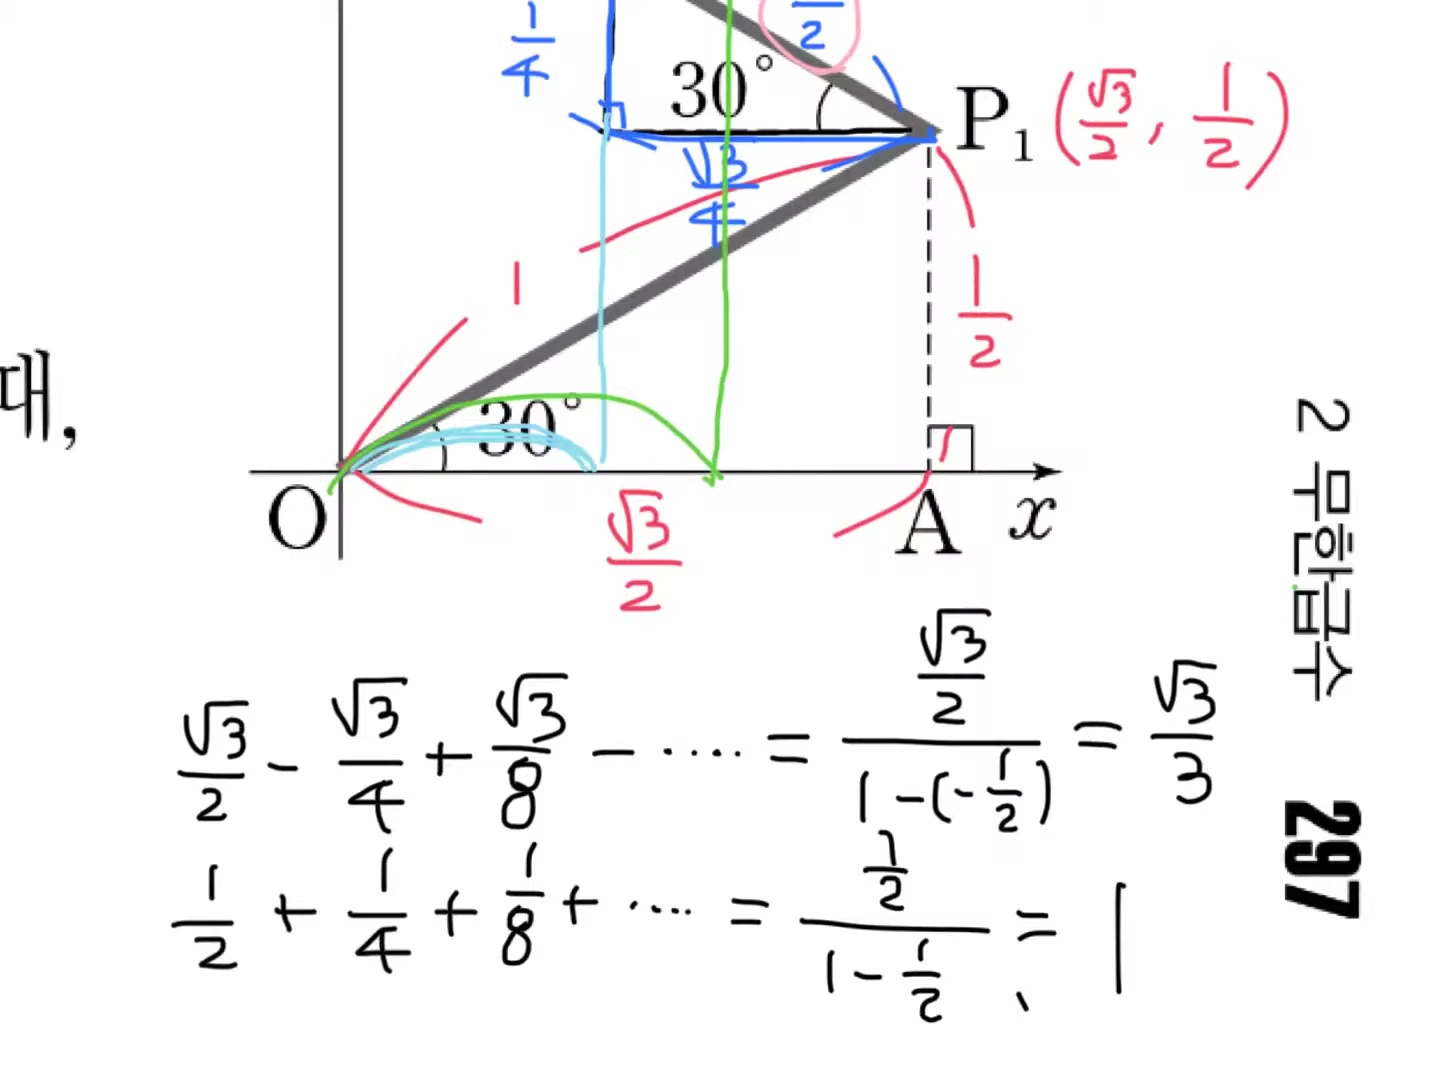 1/4
√3/4
2
30°
P₁ (√3/2, 1/2)
1
1/2
대,
30°
O
√3/2
A
x
2 무한급수
297
√3/2 - √3/4 + √3/8 - ···· = (√3/2)/(1-(-1/2)) = √3/3
1/2 + 1/4 + 1/8 + ···· = (1/2)/(1-1/2) = 1